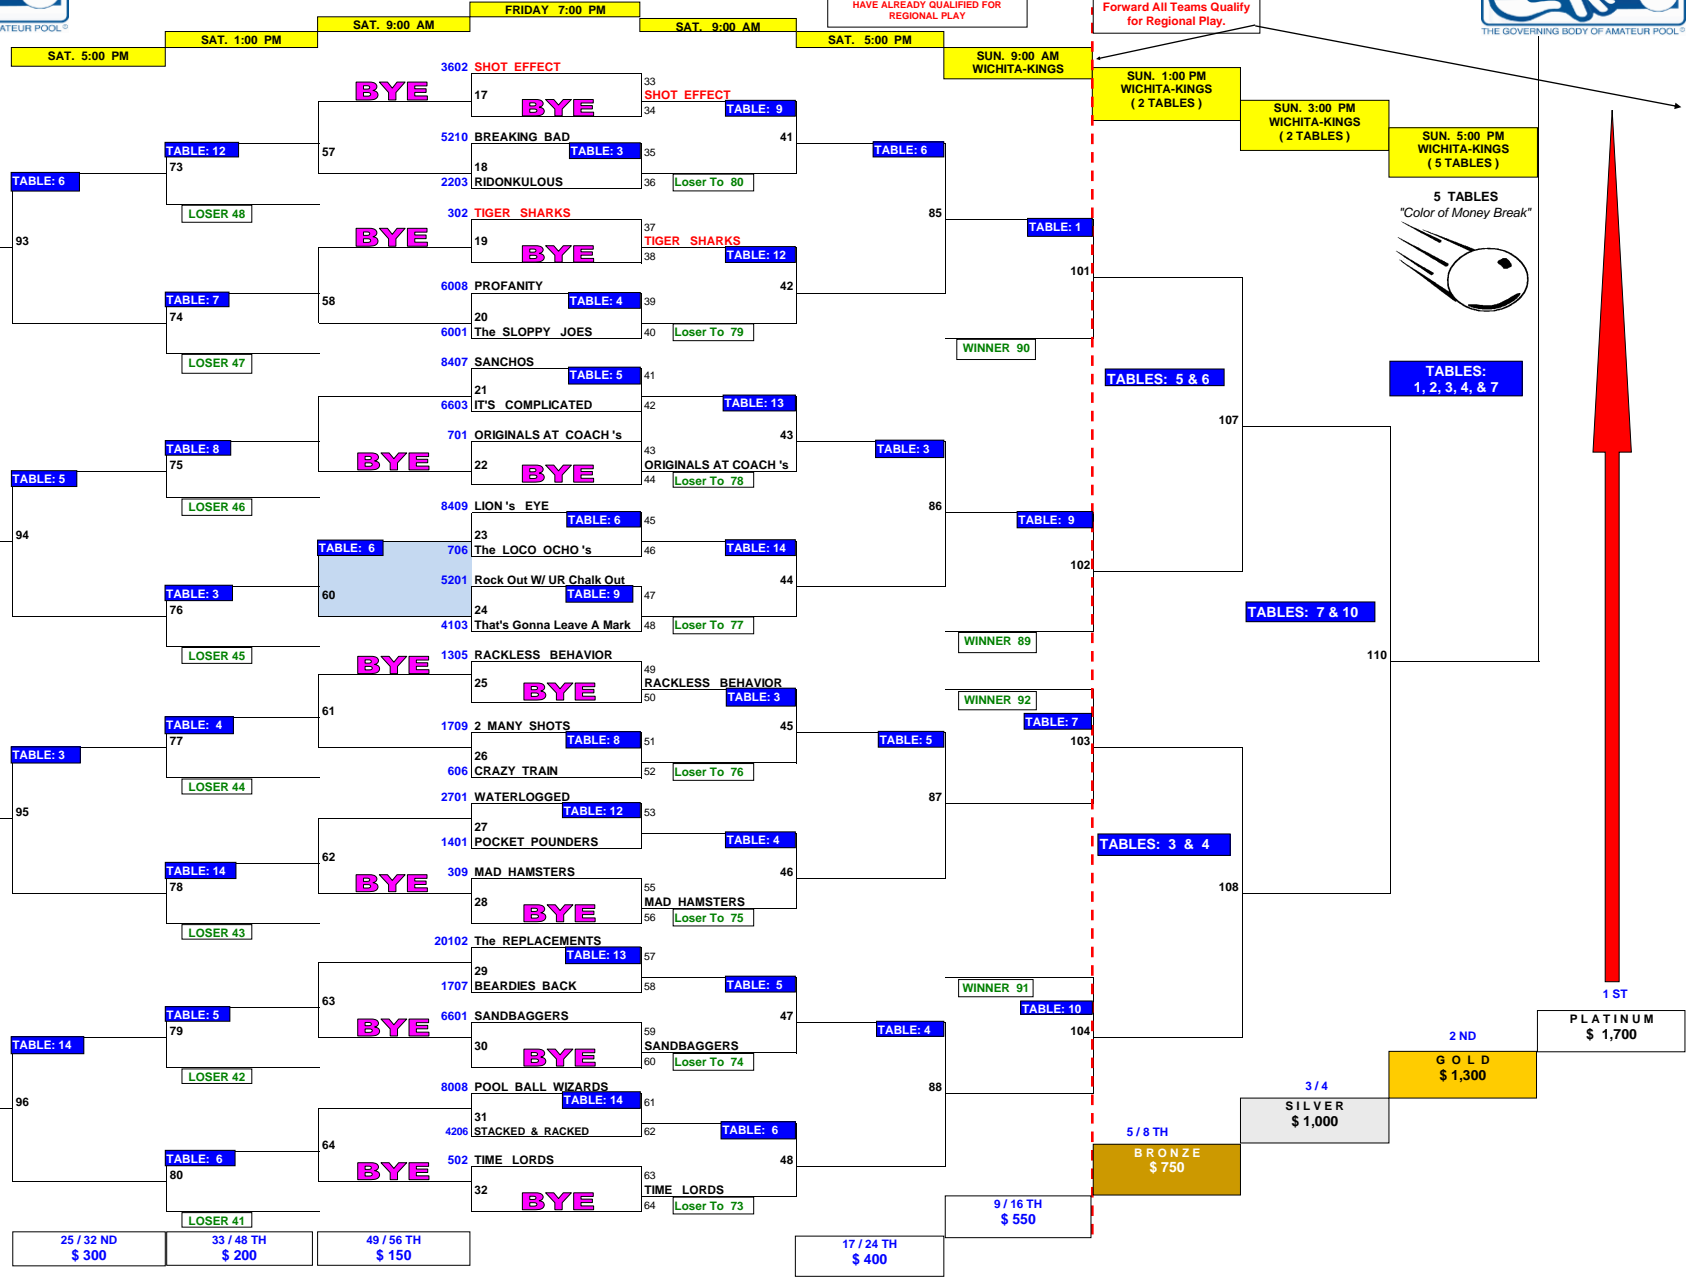 FRIDAY 7:00 PM
HAVE ALREADY QUALIFIED FOR
REGIONAL PLAY
Forward All Teams Qualify
for Regional Play.
ATEUR POOL©
THE GOVERNING BODY OF AMATEUR POOL©
SAT. 5:00 PM
SAT. 1:00 PM
SAT. 9:00 AM
SAT. 9:00 AM
SAT. 5:00 PM
SUN. 9:00 AM
WICHITA-KINGS
SUN. 1:00 PM
WICHITA-KINGS
( 2 TABLES )
SUN. 3:00 PM
WICHITA-KINGS
( 2 TABLES )
SUN. 5:00 PM
WICHITA-KINGS
( 5 TABLES )
5 TABLES
"Color of Money Break"
TABLES:
1, 2, 3, 4, & 7
TABLE: 6
93
TABLE: 5
94
TABLE: 3
95
TABLE: 14
96
25 / 32 ND
$ 300
TABLE: 12
73
LOSER 48
TABLE: 7
74
LOSER 47
TABLE: 8
75
LOSER 46
TABLE: 3
76
LOSER 45
TABLE: 4
77
LOSER 44
TABLE: 14
78
LOSER 43
TABLE: 5
79
LOSER 42
TABLE: 6
80
LOSER 41
33 / 48 TH
$ 200
BYE
57
BYE
58
BYE
TABLE: 6
60
BYE
61
62
BYE
63
BYE
64
BYE
49 / 56 TH
$ 150
3602 SHOT EFFECT
17 BYE
33
SHOT EFFECT
34
5210 BREAKING BAD
TABLE: 3 35
18
2203 RIDONKULOUS
36 Loser To 80
302 TIGER SHARKS
37
19 BYE
TIGER SHARKS
38
6008 PROFANITY
TABLE: 4 39
20
6001 The SLOPPY JOES
40 Loser To 79
8407 SANCHOS
TABLE: 5 41
21
6603 IT'S COMPLICATED
42
701 ORIGINALS AT COACH 's
43
22 BYE
ORIGINALS AT COACH 's
44 Loser To 78
8409 LION 's EYE
TABLE: 6 45
23
706 The LOCO OCHO 's
46
5201 Rock Out W/ UR Chalk Out
TABLE: 9 47
24
4103 That's Gonna Leave A Mark
48 Loser To 77
1305 RACKLESS BEHAVIOR
49
25 BYE
RACKLESS BEHAVIOR
50
1709 2 MANY SHOTS
TABLE: 8 51
26
606 CRAZY TRAIN
52 Loser To 76
2701 WATERLOGGED
TABLE: 12 53
27
1401 POCKET POUNDERS
309 MAD HAMSTERS
55
28 BYE
MAD HAMSTERS
56 Loser To 75
20102 The REPLACEMENTS
TABLE: 13 57
29
1707 BEARDIES BACK
58
6601 SANDBAGGERS
59
30 BYE
SANDBAGGERS
60 Loser To 74
8008 POOL BALL WIZARDS
TABLE: 14 61
31
4206 STACKED & RACKED
62
502 TIME LORDS
63
32 BYE
TIME LORDS
64 Loser To 73
TABLE: 9
41
TABLE: 12
42
TABLE: 13
43
TABLE: 14
44
TABLE: 3
45
TABLE: 4
46
TABLE: 5
47
TABLE: 6
48
TABLE: 6
85
TABLE: 3
86
TABLE: 5
87
TABLE: 4
88
17 / 24 TH
$ 400
TABLE: 1
101
WINNER 90
TABLE: 9
102
WINNER 89
WINNER 92
TABLE: 7
103
WINNER 91
TABLE: 10
104
9 / 16 TH
$ 550
TABLES: 5 & 6
107
TABLES: 3 & 4
108
TABLES: 7 & 10
110
5 / 8 TH
BRONZE
$ 750
3 / 4
SILVER
$ 1,000
2 ND
GOLD
$ 1,300
1 ST
PLATINUM
$ 1,700